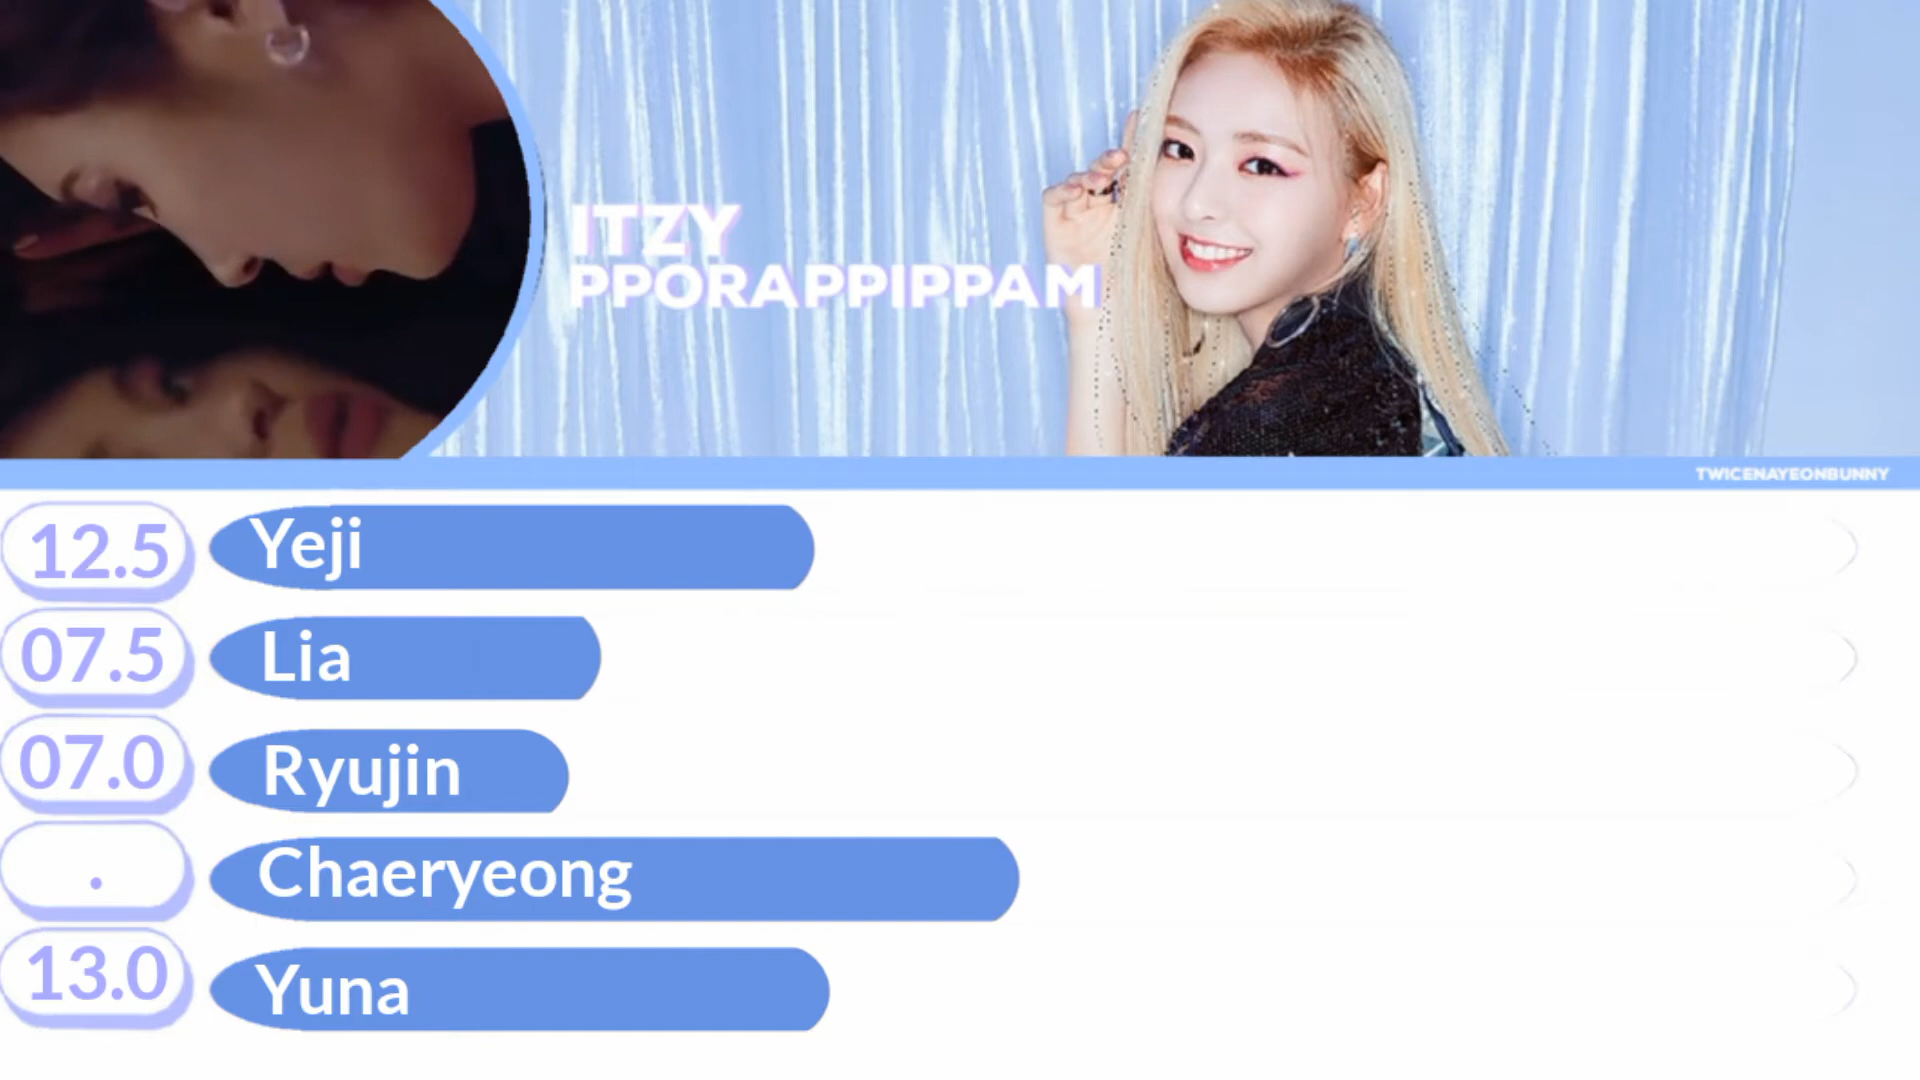 ITZY
PPORAPPIPPAM
TWICENAYEONBUNNY
12.5 Yeji
07.5 Lia
07.0 Ryujin
. Chaeryeong
13.0 Yuna